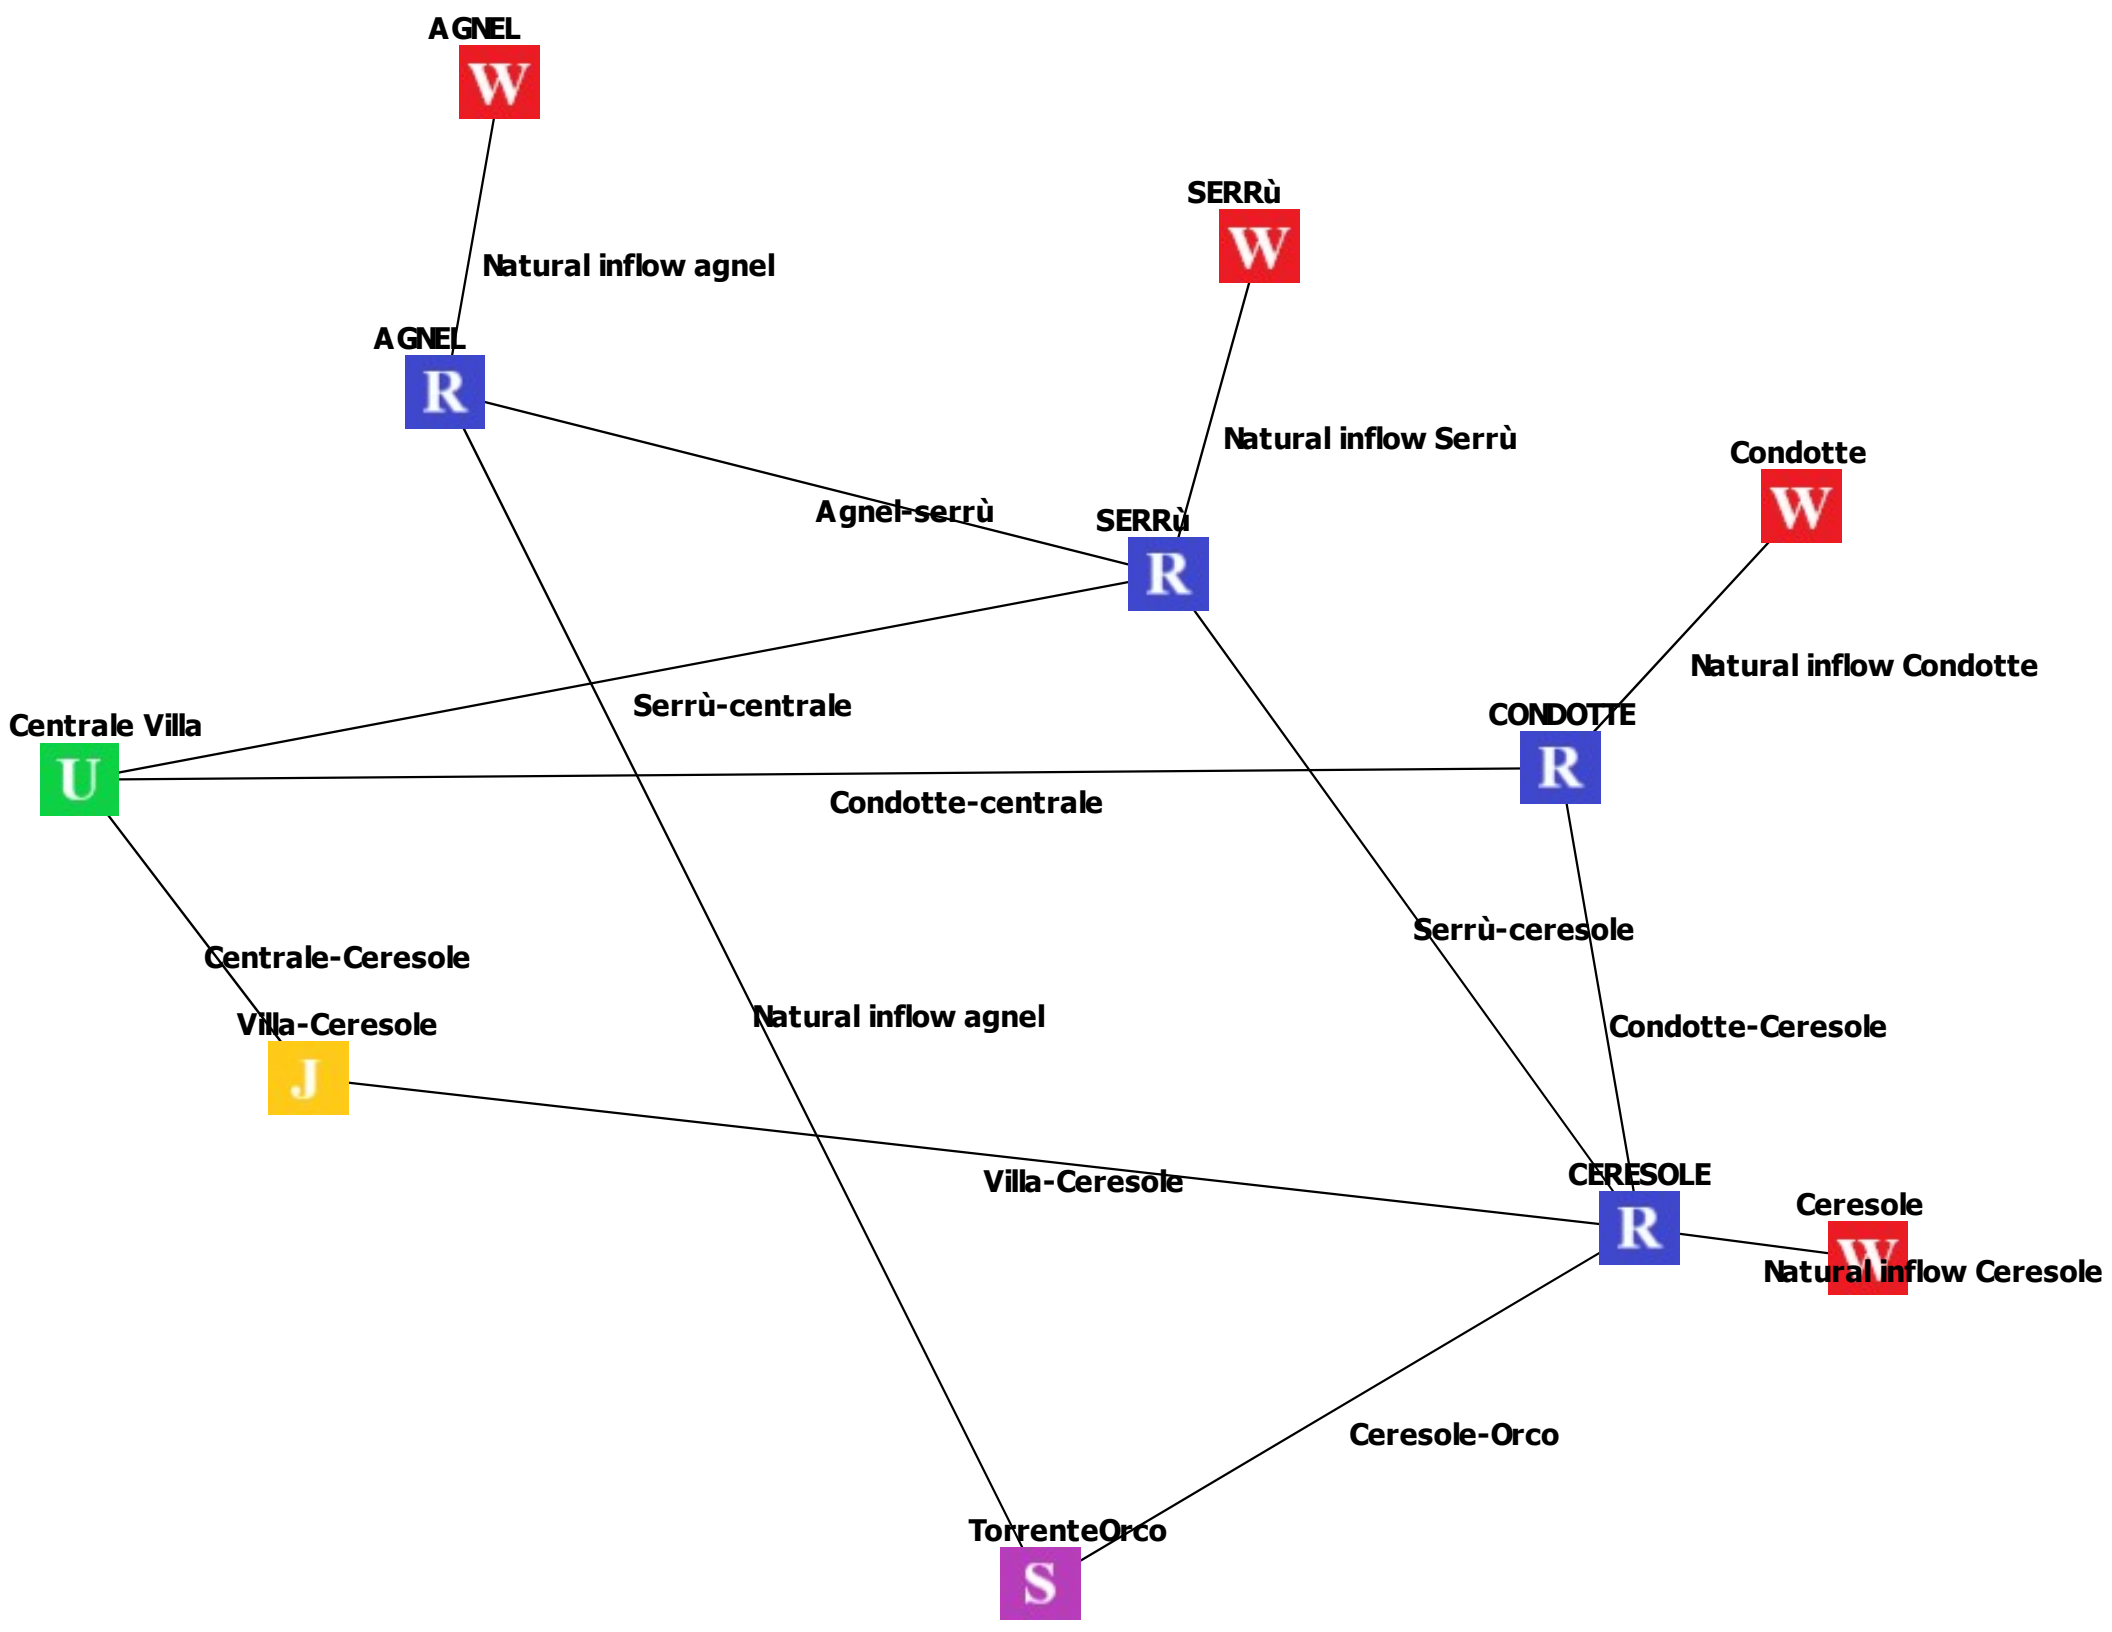 AGNEL
W
SERRù
W
Natural inflow agnel
AGNEL
R
Natural inflow Serrù
Condotte
W
Agnel-serrù
SERRù
R
Natural inflow Condotte
Serrù-centrale
CONDOTTE
R
Centrale Villa
U
Condotte-centrale
Serrù-ceresole
Centrale-Ceresole
Natural inflow agnel
Villa-Ceresole
J
Condotte-Ceresole
Villa-Ceresole
CERESOLE
R
Ceresole
W
Natural inflow Ceresole
Ceresole-Orco
TorrenteOrco
S